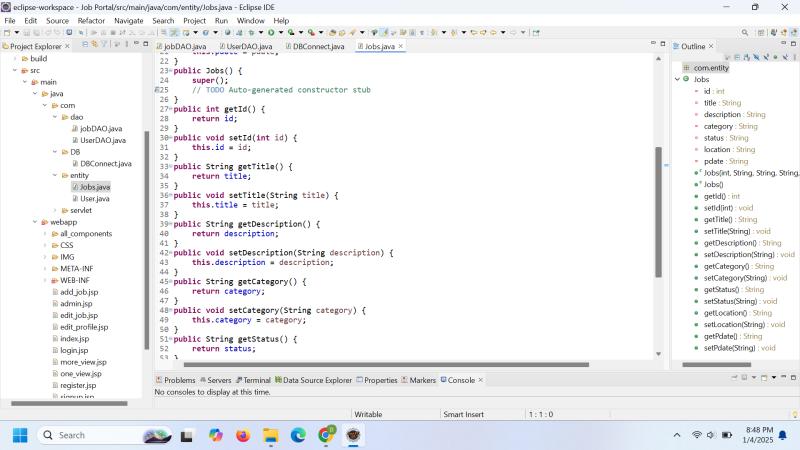 eclipse-workspace - Job Portal/src/main/java/com/entity/Jobs.java - Eclipse IDE
File Edit Source Refactor Navigate Search Project Run Window Help
Project Explorer
build
src
main
java
com
dao
jobDAO.java
UserDAO.java
DB
DBConnect.java
entity
Jobs.java
User.java
servlet
webapp
all_components
CSS
IMG
META-INF
WEB-INF
add_job.jsp
admin.jsp
edit_job.jsp
edit_profile.jsp
index.jsp
login.jsp
more_view.jsp
one_view.jsp
register.jsp
signup.jsp
jobDAO.java UserDAO.java DBConnect.java Jobs.java
21 this.pdate = pdate;
22 }
23 public Jobs() {
24 super();
25 // TODO Auto-generated constructor stub
26 }
27 public int getId() {
28 return id;
29 }
30 public void setId(int id) {
31 this.id = id;
32 }
33 public String getTitle() {
34 return title;
35 }
36 public void setTitle(String title) {
37 this.title = title;
38 }
39 public String getDescription() {
40 return description;
41 }
42 public void setDescription(String description) {
43 this.description = description;
44 }
45 public String getCategory() {
46 return category;
47 }
48 public void setCategory(String category) {
49 this.category = category;
50 }
51 public String getStatus() {
52 return status;
53 }
Outline
com.entity
Jobs
id : int
title : String
description : String
category : String
status : String
location : String
pdate : String
Jobs(int, String, String, String,
Jobs()
getId() : int
setId(int) : void
getTitle() : String
setTitle(String) : void
getDescription() : String
setDescription(String) : void
getCategory() : String
setCategory(String) : void
getStatus() : String
setStatus(String) : void
getLocation() : String
setLocation(String) : void
getPdate() : String
setPdate(String) : void
Problems Servers Terminal Data Source Explorer Properties Markers Console
No consoles to display at this time.
Writable Smart Insert 1 : 1 : 0
Search
8:48 PM
1/4/2025